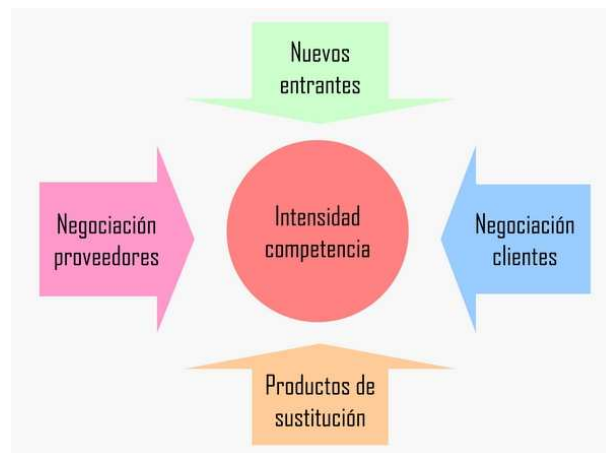 Nuevos
entrantes
Negociación
proveedores
Intensidad
competencia
Negociación
clientes
Productos de
sustitución